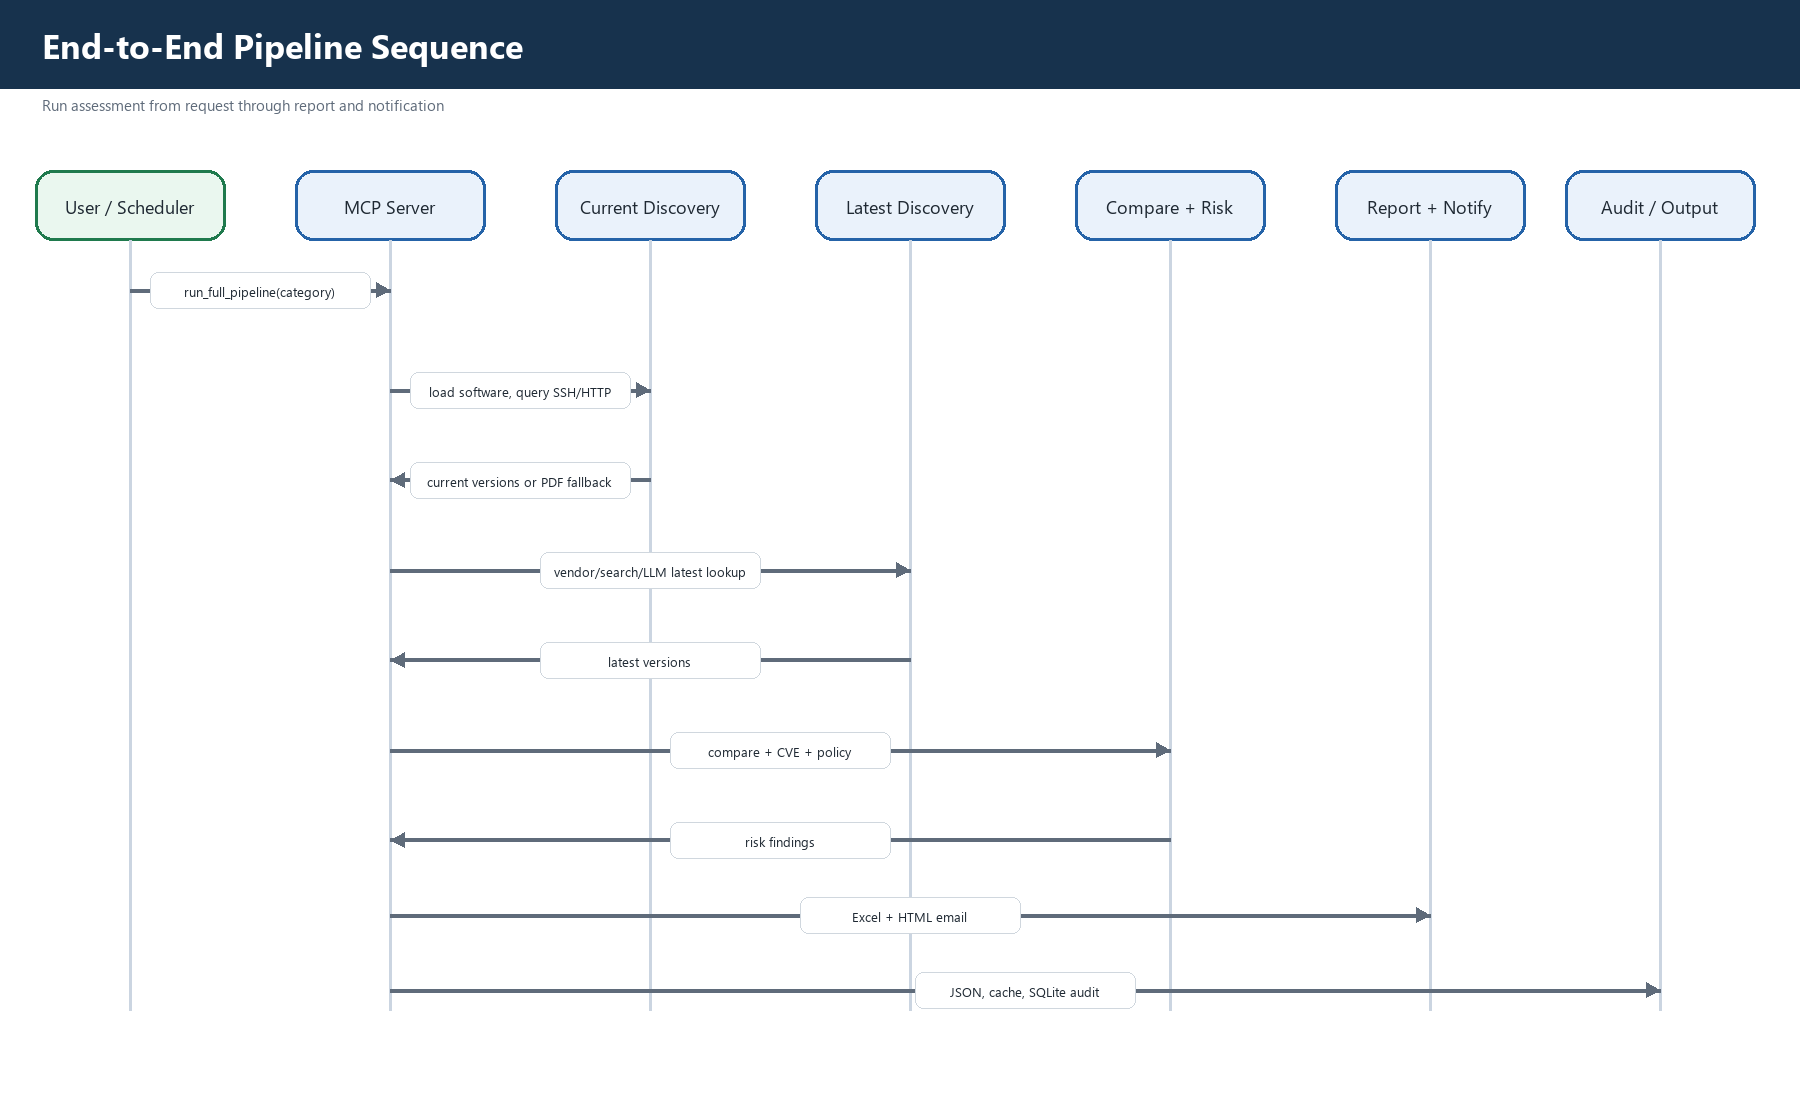 End-to-End Pipeline Sequence
Run assessment from request through report and notification
User / Scheduler
MCP Server
Current Discovery
Latest Discovery
Compare + Risk
Report + Notify
Audit / Output
run_full_pipeline(category)
load software, query SSH/HTTP
current versions or PDF fallback
vendor/search/LLM latest lookup
latest versions
compare + CVE + policy
risk findings
Excel + HTML email
JSON, cache, SQLite audit